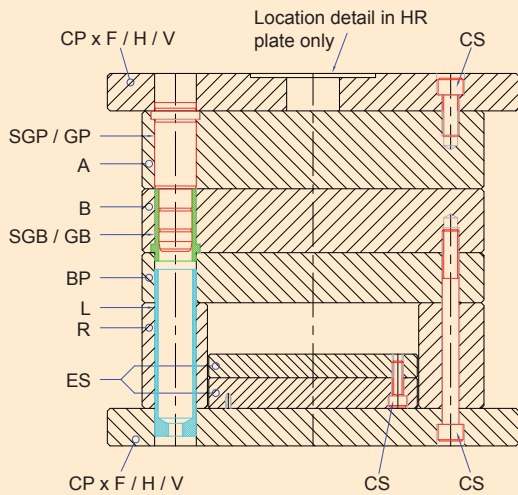 Location detail in HR
plate only
CP x F / H / V
CS
SGP / GP
A
B
SGB / GB
BP
L
R
ES
CP x F / H / V
CS
CS